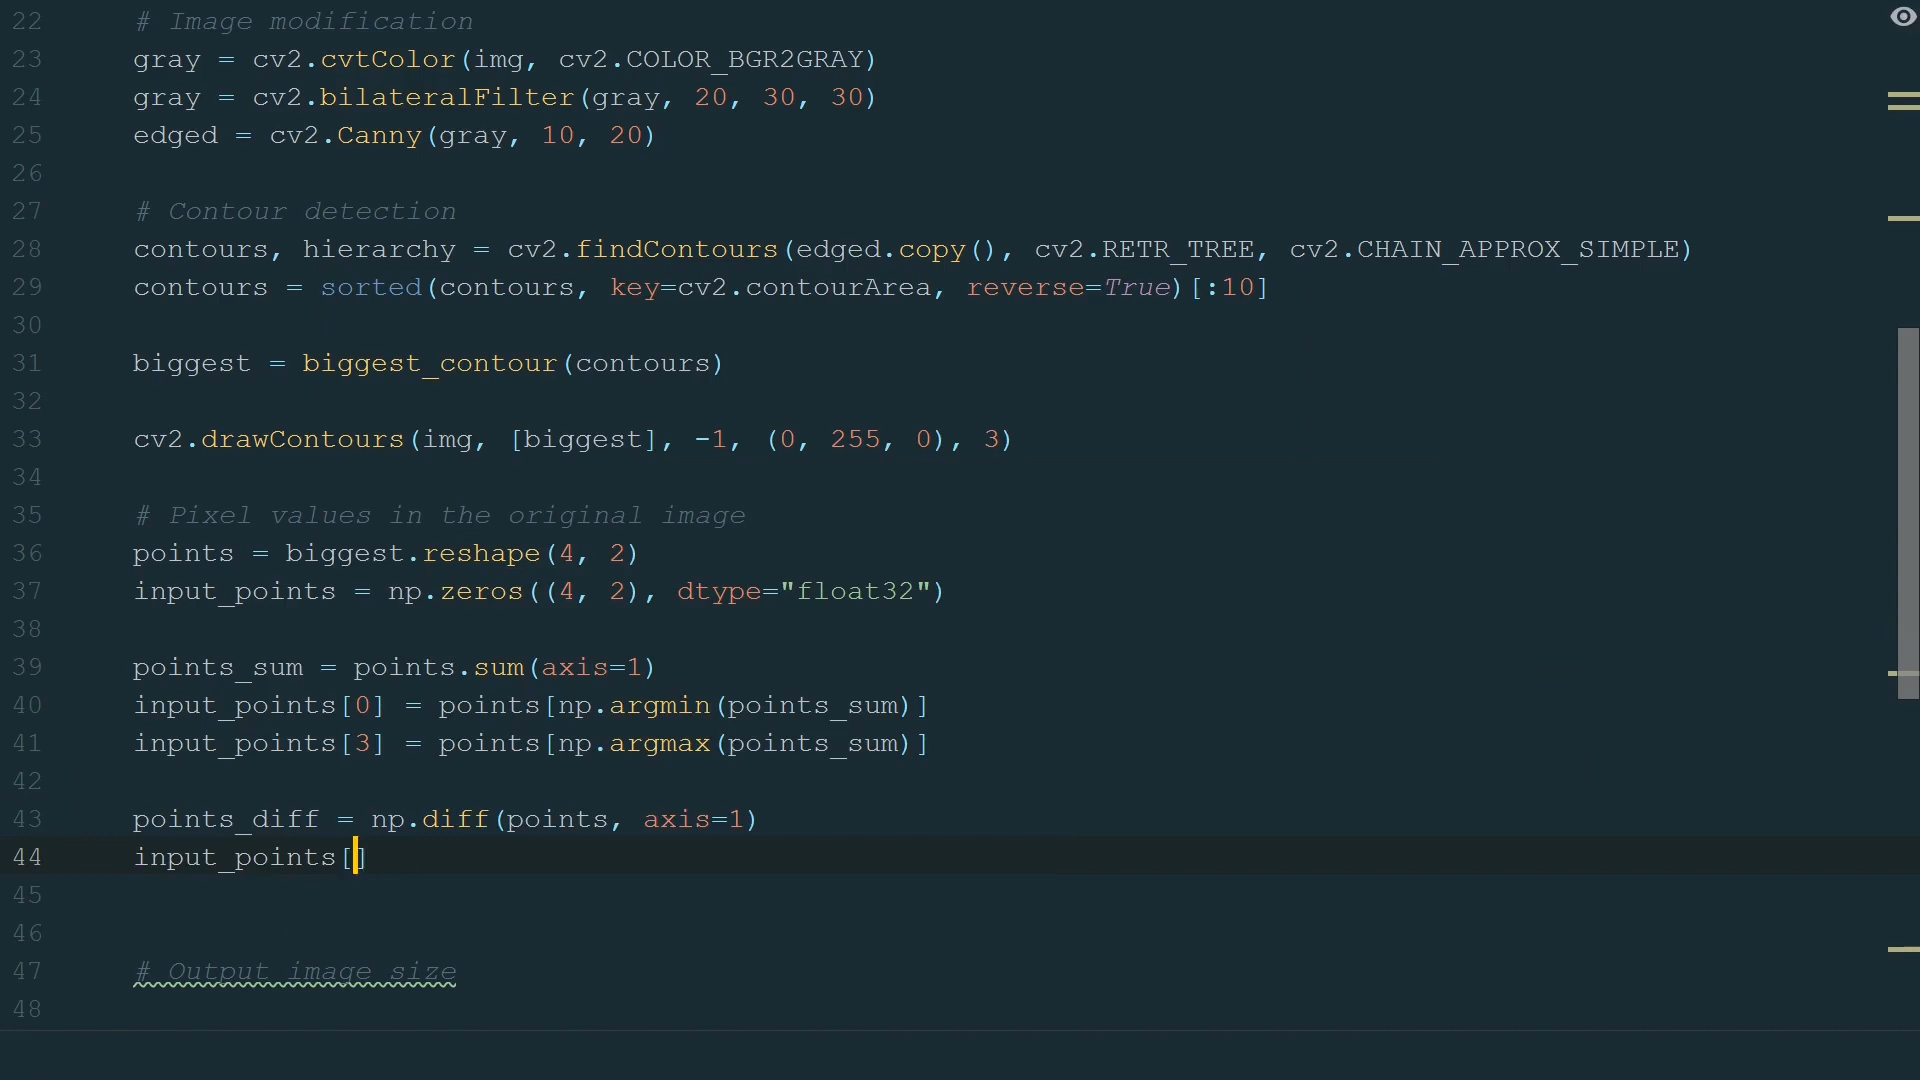 22 # Image modification
23 gray = cv2.cvtColor(img, cv2.COLOR_BGR2GRAY)
24 gray = cv2.bilateralFilter(gray, 20, 30, 30)
25 edged = cv2.Canny(gray, 10, 20)
26
27 # Contour detection
28 contours, hierarchy = cv2.findContours(edged.copy(), cv2.RETR_TREE, cv2.CHAIN_APPROX_SIMPLE)
29 contours = sorted(contours, key=cv2.contourArea, reverse=True)[:10]
30
31 biggest = biggest_contour(contours)
32
33 cv2.drawContours(img, [biggest], -1, (0, 255, 0), 3)
34
35 # Pixel values in the original image
36 points = biggest.reshape(4, 2)
37 input_points = np.zeros((4, 2), dtype="float32")
38
39 points_sum = points.sum(axis=1)
40 input_points[0] = points[np.argmin(points_sum)]
41 input_points[3] = points[np.argmax(points_sum)]
42
43 points_diff = np.diff(points, axis=1)
44 input_points[]
45
46
47 # Output image size
48